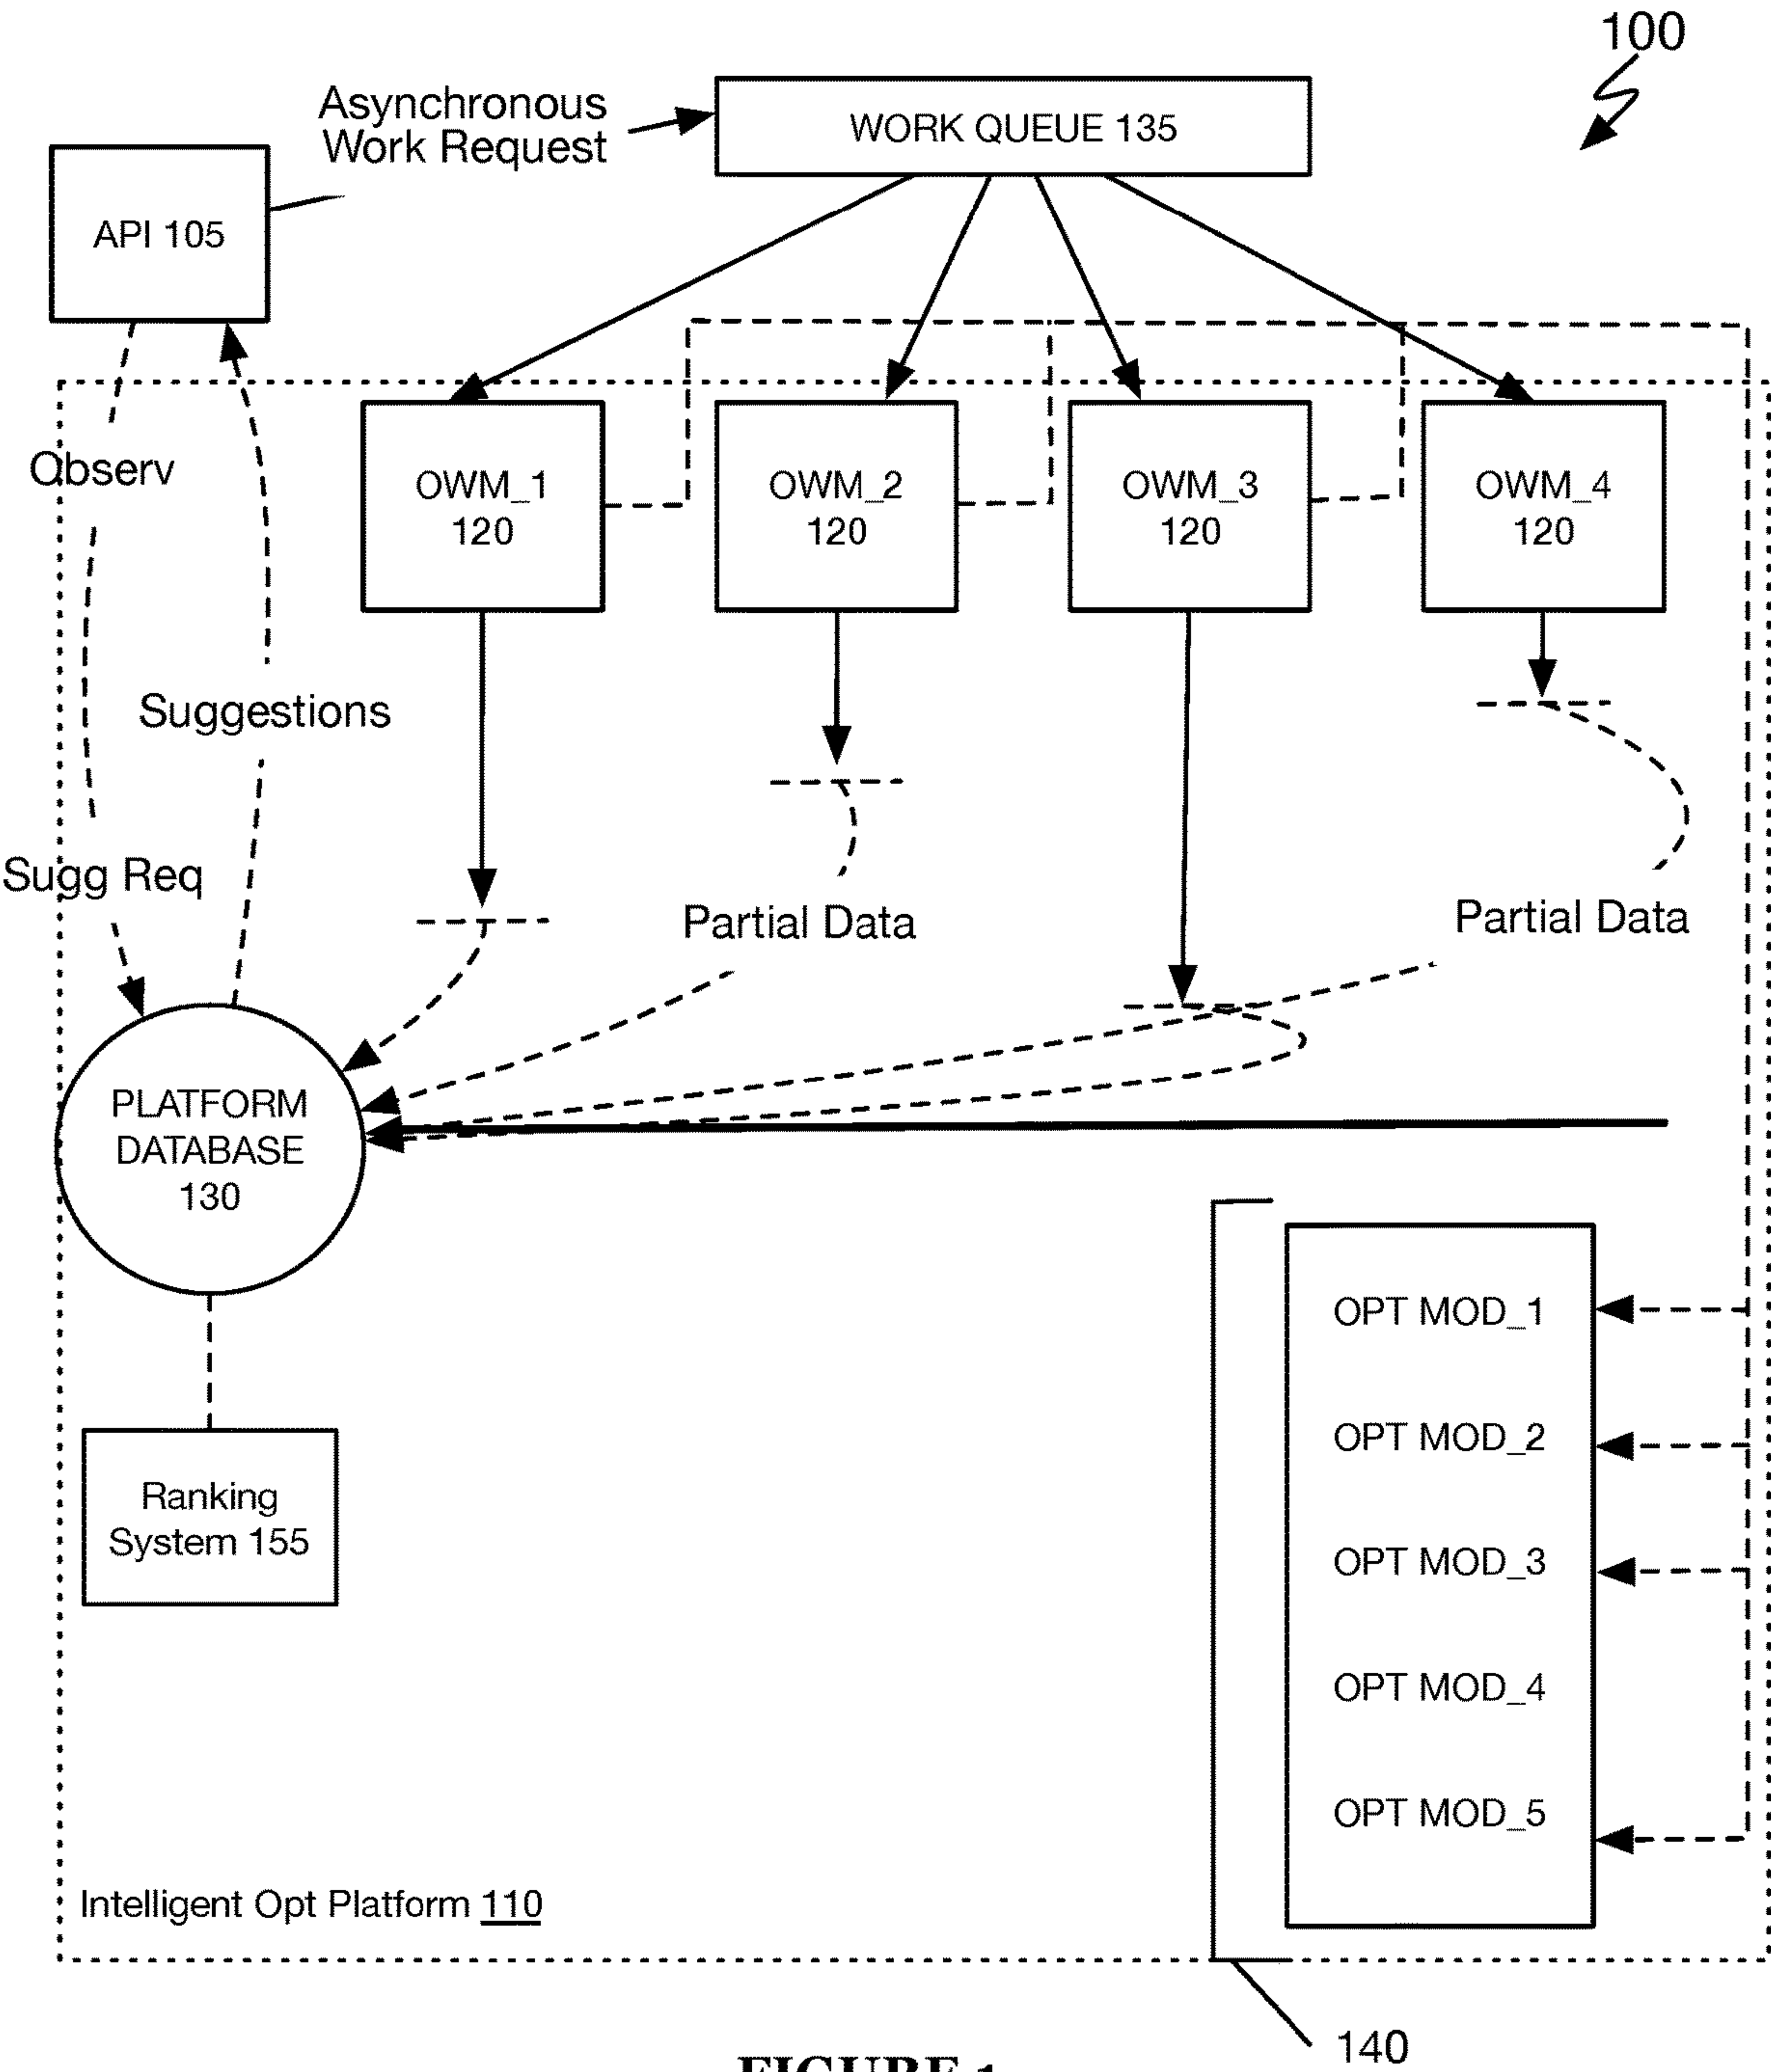 100
Asynchronous
Work Request
WORK QUEUE 135
API 105
Observ
OWM_1
120
OWM_2
120
OWM_3
120
OWM_4
120
Suggestions
Sugg Req
Partial Data
Partial Data
PLATFORM
DATABASE
130
OPT MOD_1
OPT MOD_2
Ranking
System 155
OPT MOD_3
OPT MOD_4
OPT MOD_5
Intelligent Opt Platform 110
140
FIGURE 1